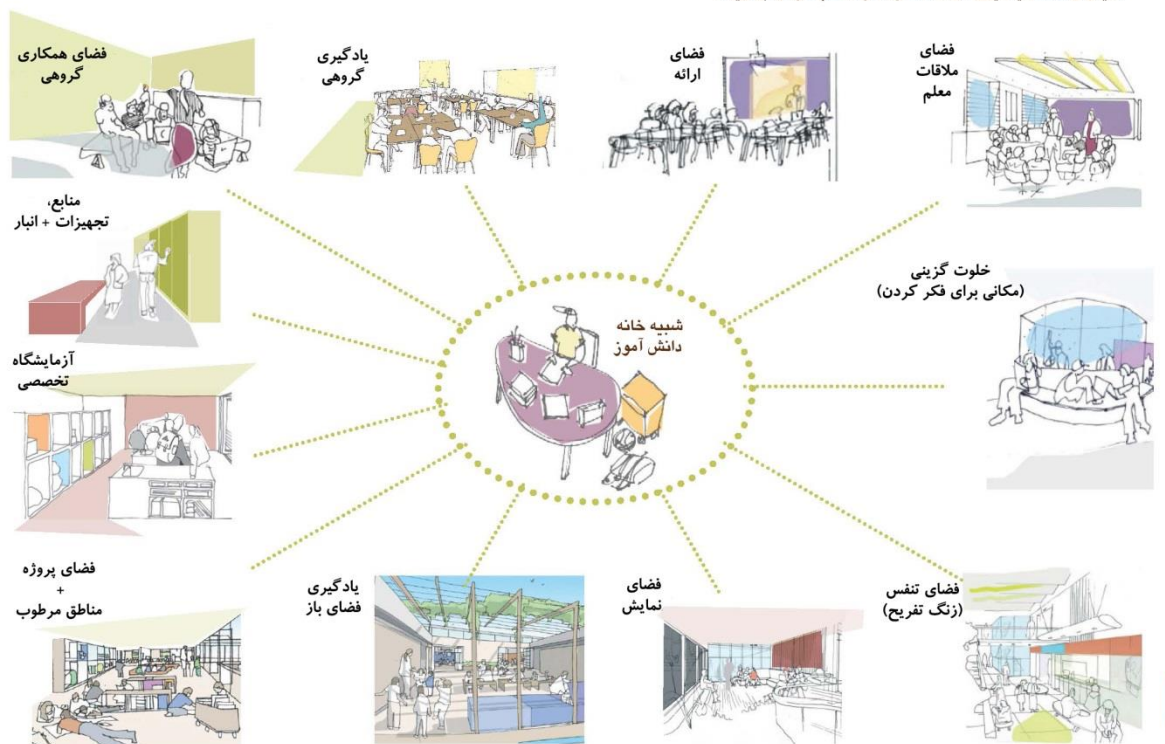 فضای
ملاقات
معلم
فضای
ارائه
یادگیری
گروهی
فضای همکاری
گروهی
منابع،
تجهیزات + انبار
خلوت گزینی
(مکانی برای فکر کردن)
شبیه خانه
دانش آموز
آزمایشگاه
تخصصی
فضای تنفس
(زنگ تفریح)
فضای
نمایش
یادگیری
فضای باز
فضای پروژه
+
مناطق مرطوب